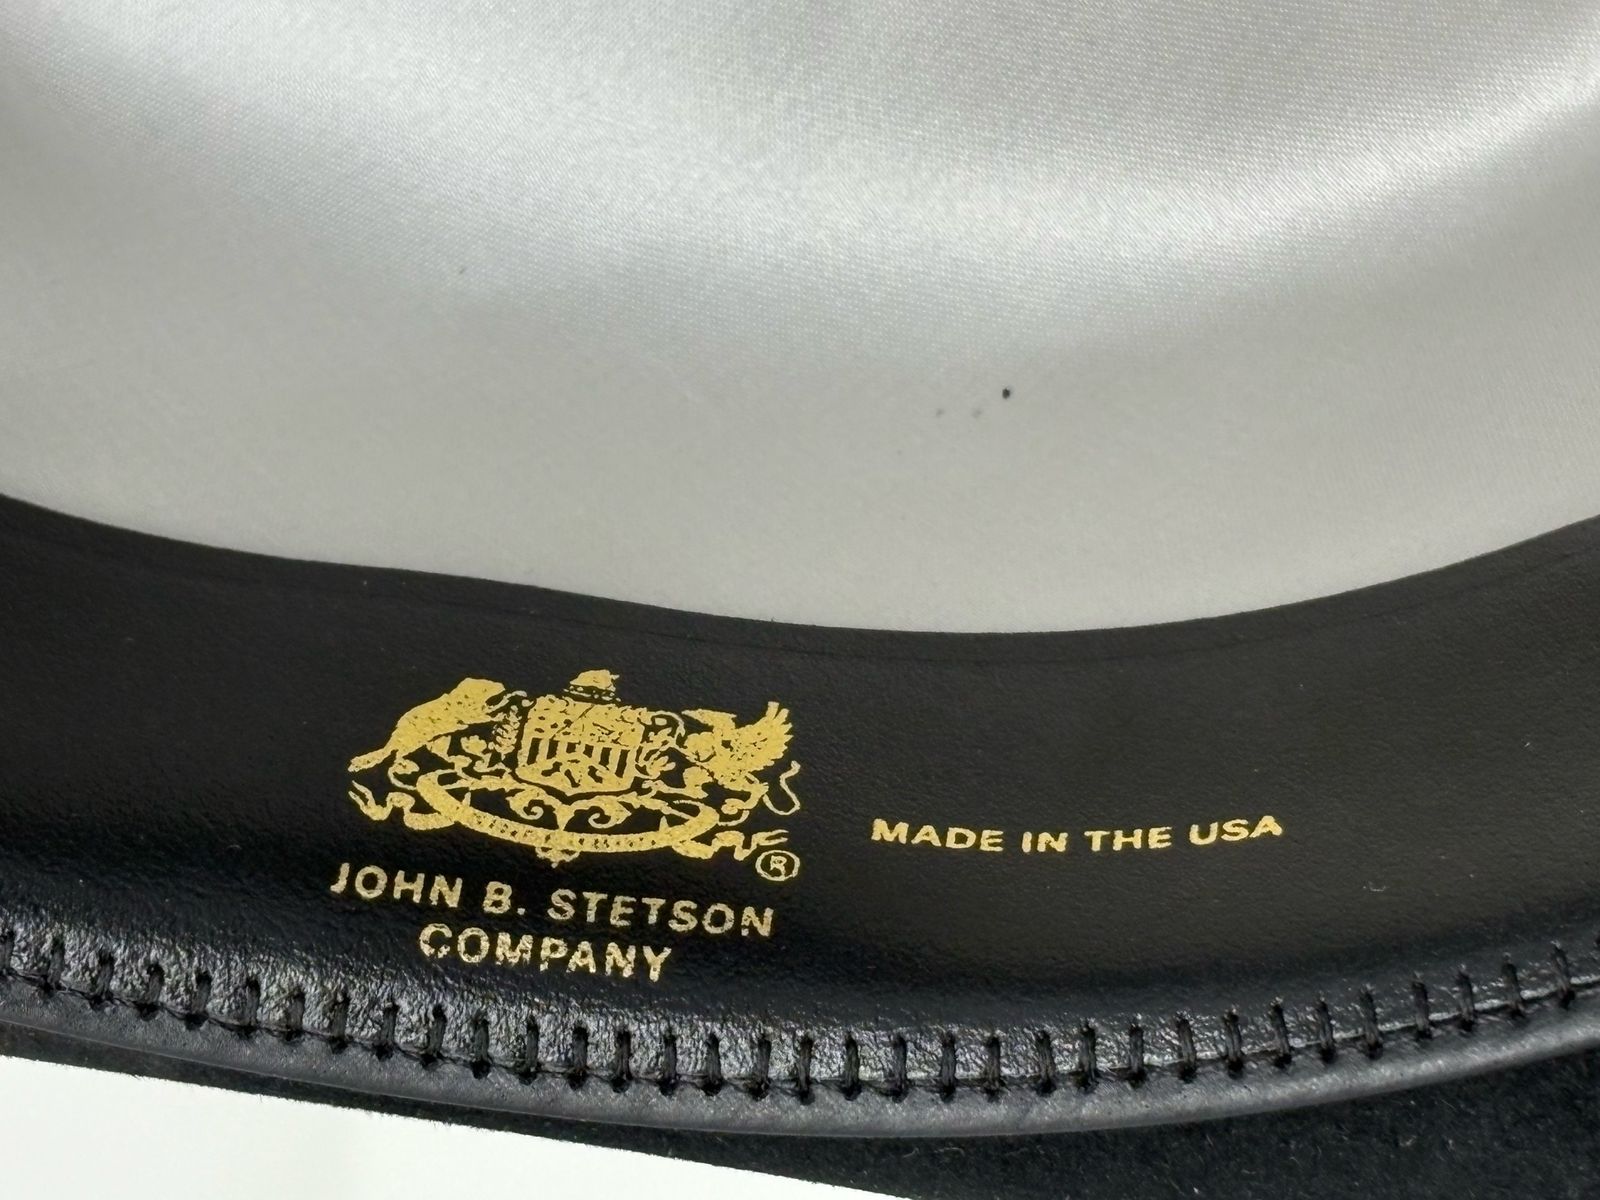 ®
JOHN B. STETSON
COMPANY
MADE IN THE USA